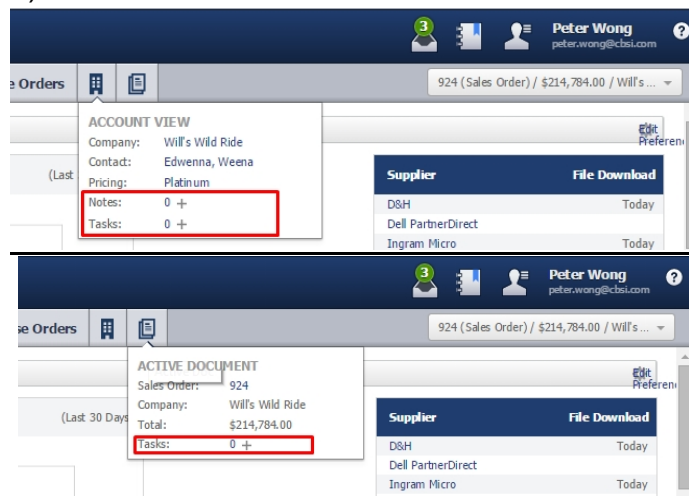 3
Peter Wong
peter.wong@cbsi.com
?
e Orders
924 (Sales Order) / $214,784.00 / Will's ...
ACCOUNT VIEW
Company: Will's Wild Ride
Contact: Edwenna, Weena
Pricing: Platinum
Notes: 0 +
Tasks: 0 +
Edit
Preferen
(Last
Supplier File Download
D&H Today
Dell PartnerDirect
Ingram Micro Today
3
Peter Wong
peter.wong@cbsi.com
?
se Orders
924 (Sales Order) / $214,784.00 / Will's ...
ACTIVE DOCUMENT
Sales Order: 924
Company: Will's Wild Ride
Total: $214,784.00
Tasks: 0 +
Edit
Preferen
(Last 30 Days
Supplier File Download
D&H Today
Dell PartnerDirect
Ingram Micro Today